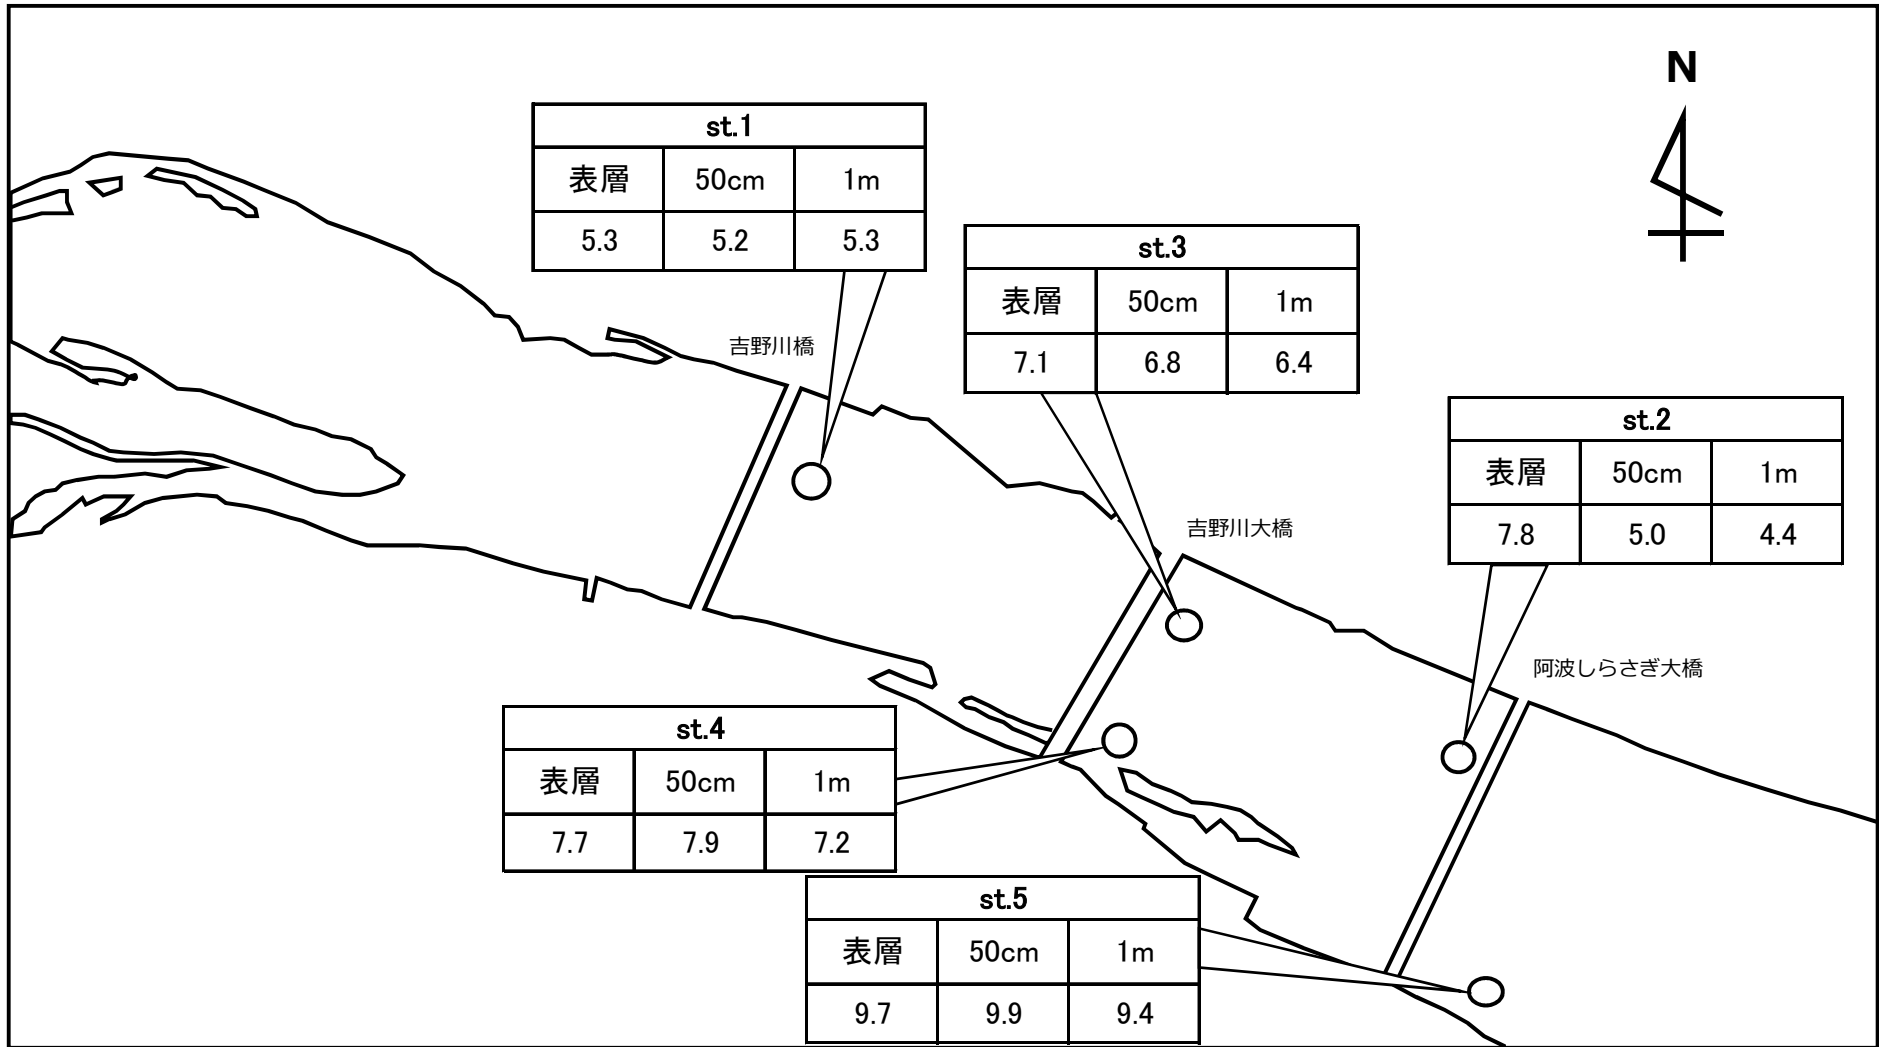 N
st.1
表層 50cm 1m
5.3 5.2 5.3
st.3
表層 50cm 1m
7.1 6.8 6.4
吉野川橋
st.2
表層 50cm 1m
7.8 5.0 4.4
吉野川大橋
阿波しらさぎ大橋
st.4
表層 50cm 1m
7.7 7.9 7.2
st.5
表層 50cm 1m
9.7 9.9 9.4